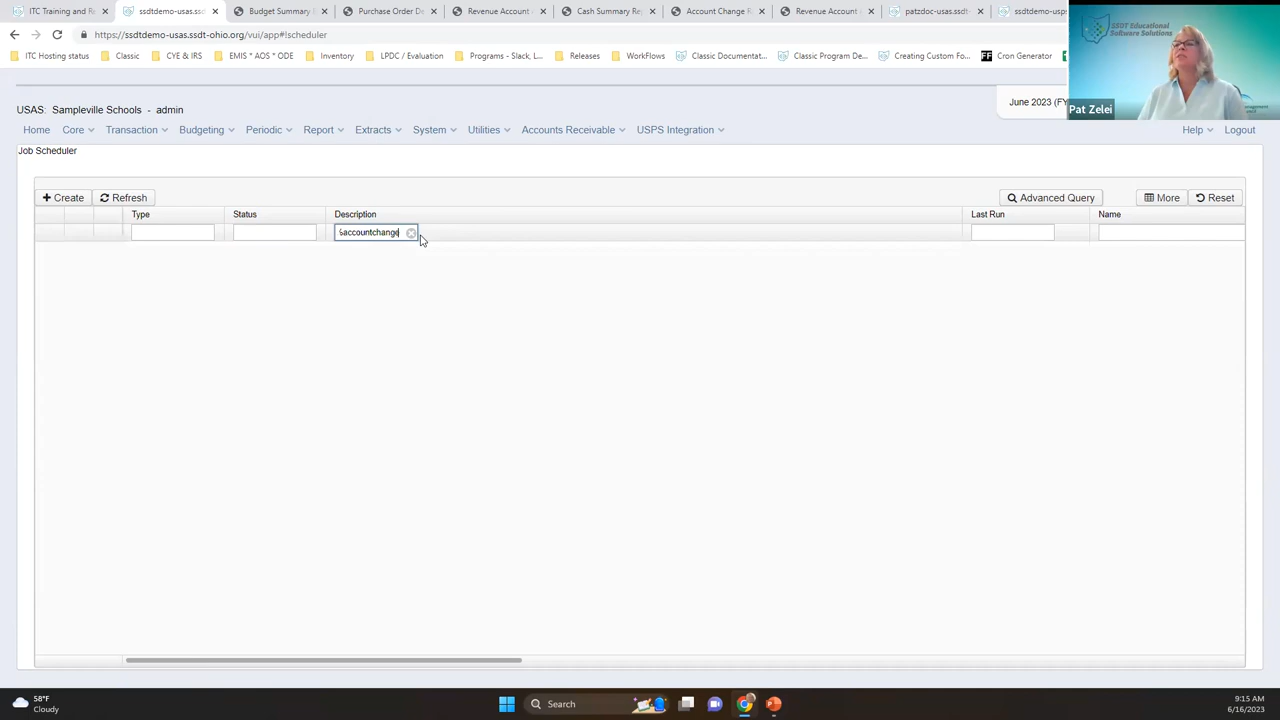 ITC Training and Re
ssdtdemo-usas.ssd
Budget Summary
Purchase Order De
Revenue Account
Cash Summary Rep
Account Change R
Revenue Account
patzdoc-usas.ssdt-
ssdtdemo-usps
https://ssdtdemo-usas.ssdt-ohio.org/vui/app#!scheduler
ITC Hosting status
Classic
CYE & IRS
EMIS * AOS * ODE
Inventory
LPDC / Evaluation
Programs - Slack, L...
Releases
WorkFlows
Classic Documentat...
Classic Program De...
Creating Custom Fo...
FF Cron Generator
SSDT Educational
Software Solutions
Pat Zelei
USAS: Sampleville Schools - admin
June 2023 (FY
Home Core Transaction Budgeting Periodic Report Extracts System Utilities Accounts Receivable USPS Integration Help Logout
Job Scheduler
Create Refresh Advanced Query More Reset
Type Status Description Last Run Name
%accountchange
58°F
Cloudy
Search
9:15 AM
6/16/2023